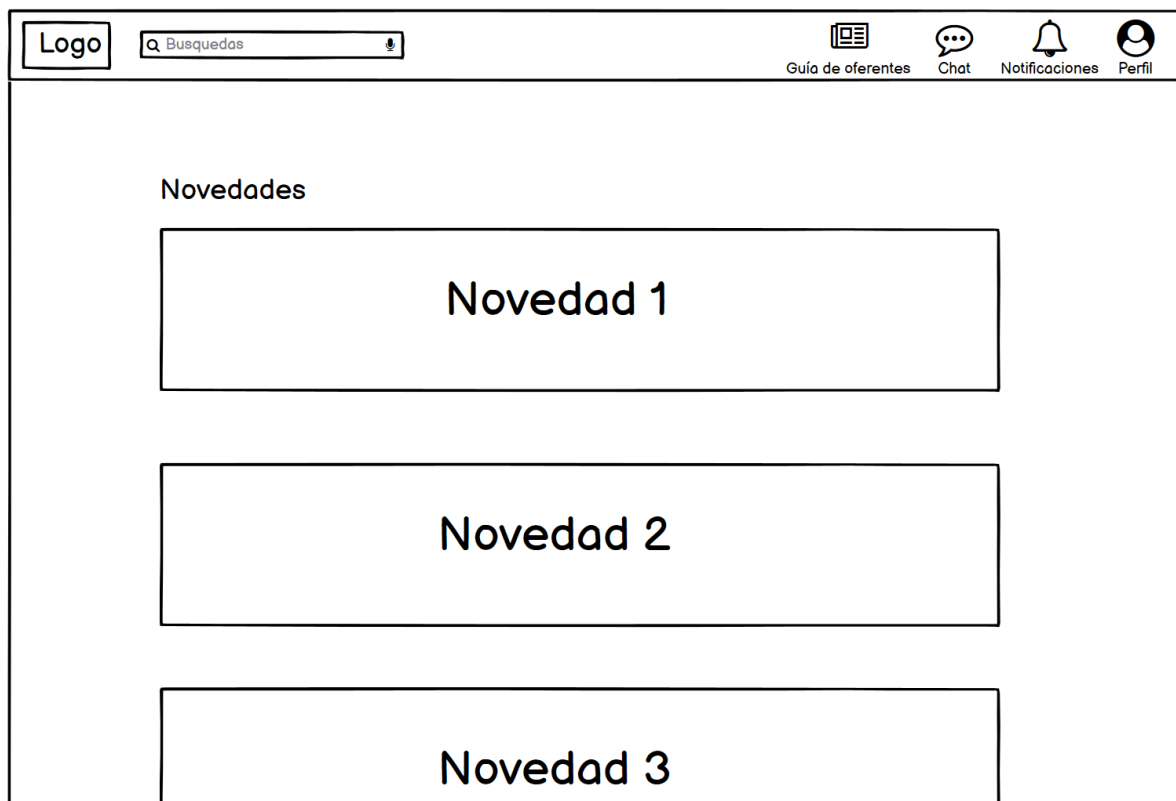 Logo
Busquedas
Guía de oferentes
Chat
Notificaciones
Perfil
Novedades
Novedad 1
Novedad 2
Novedad 3